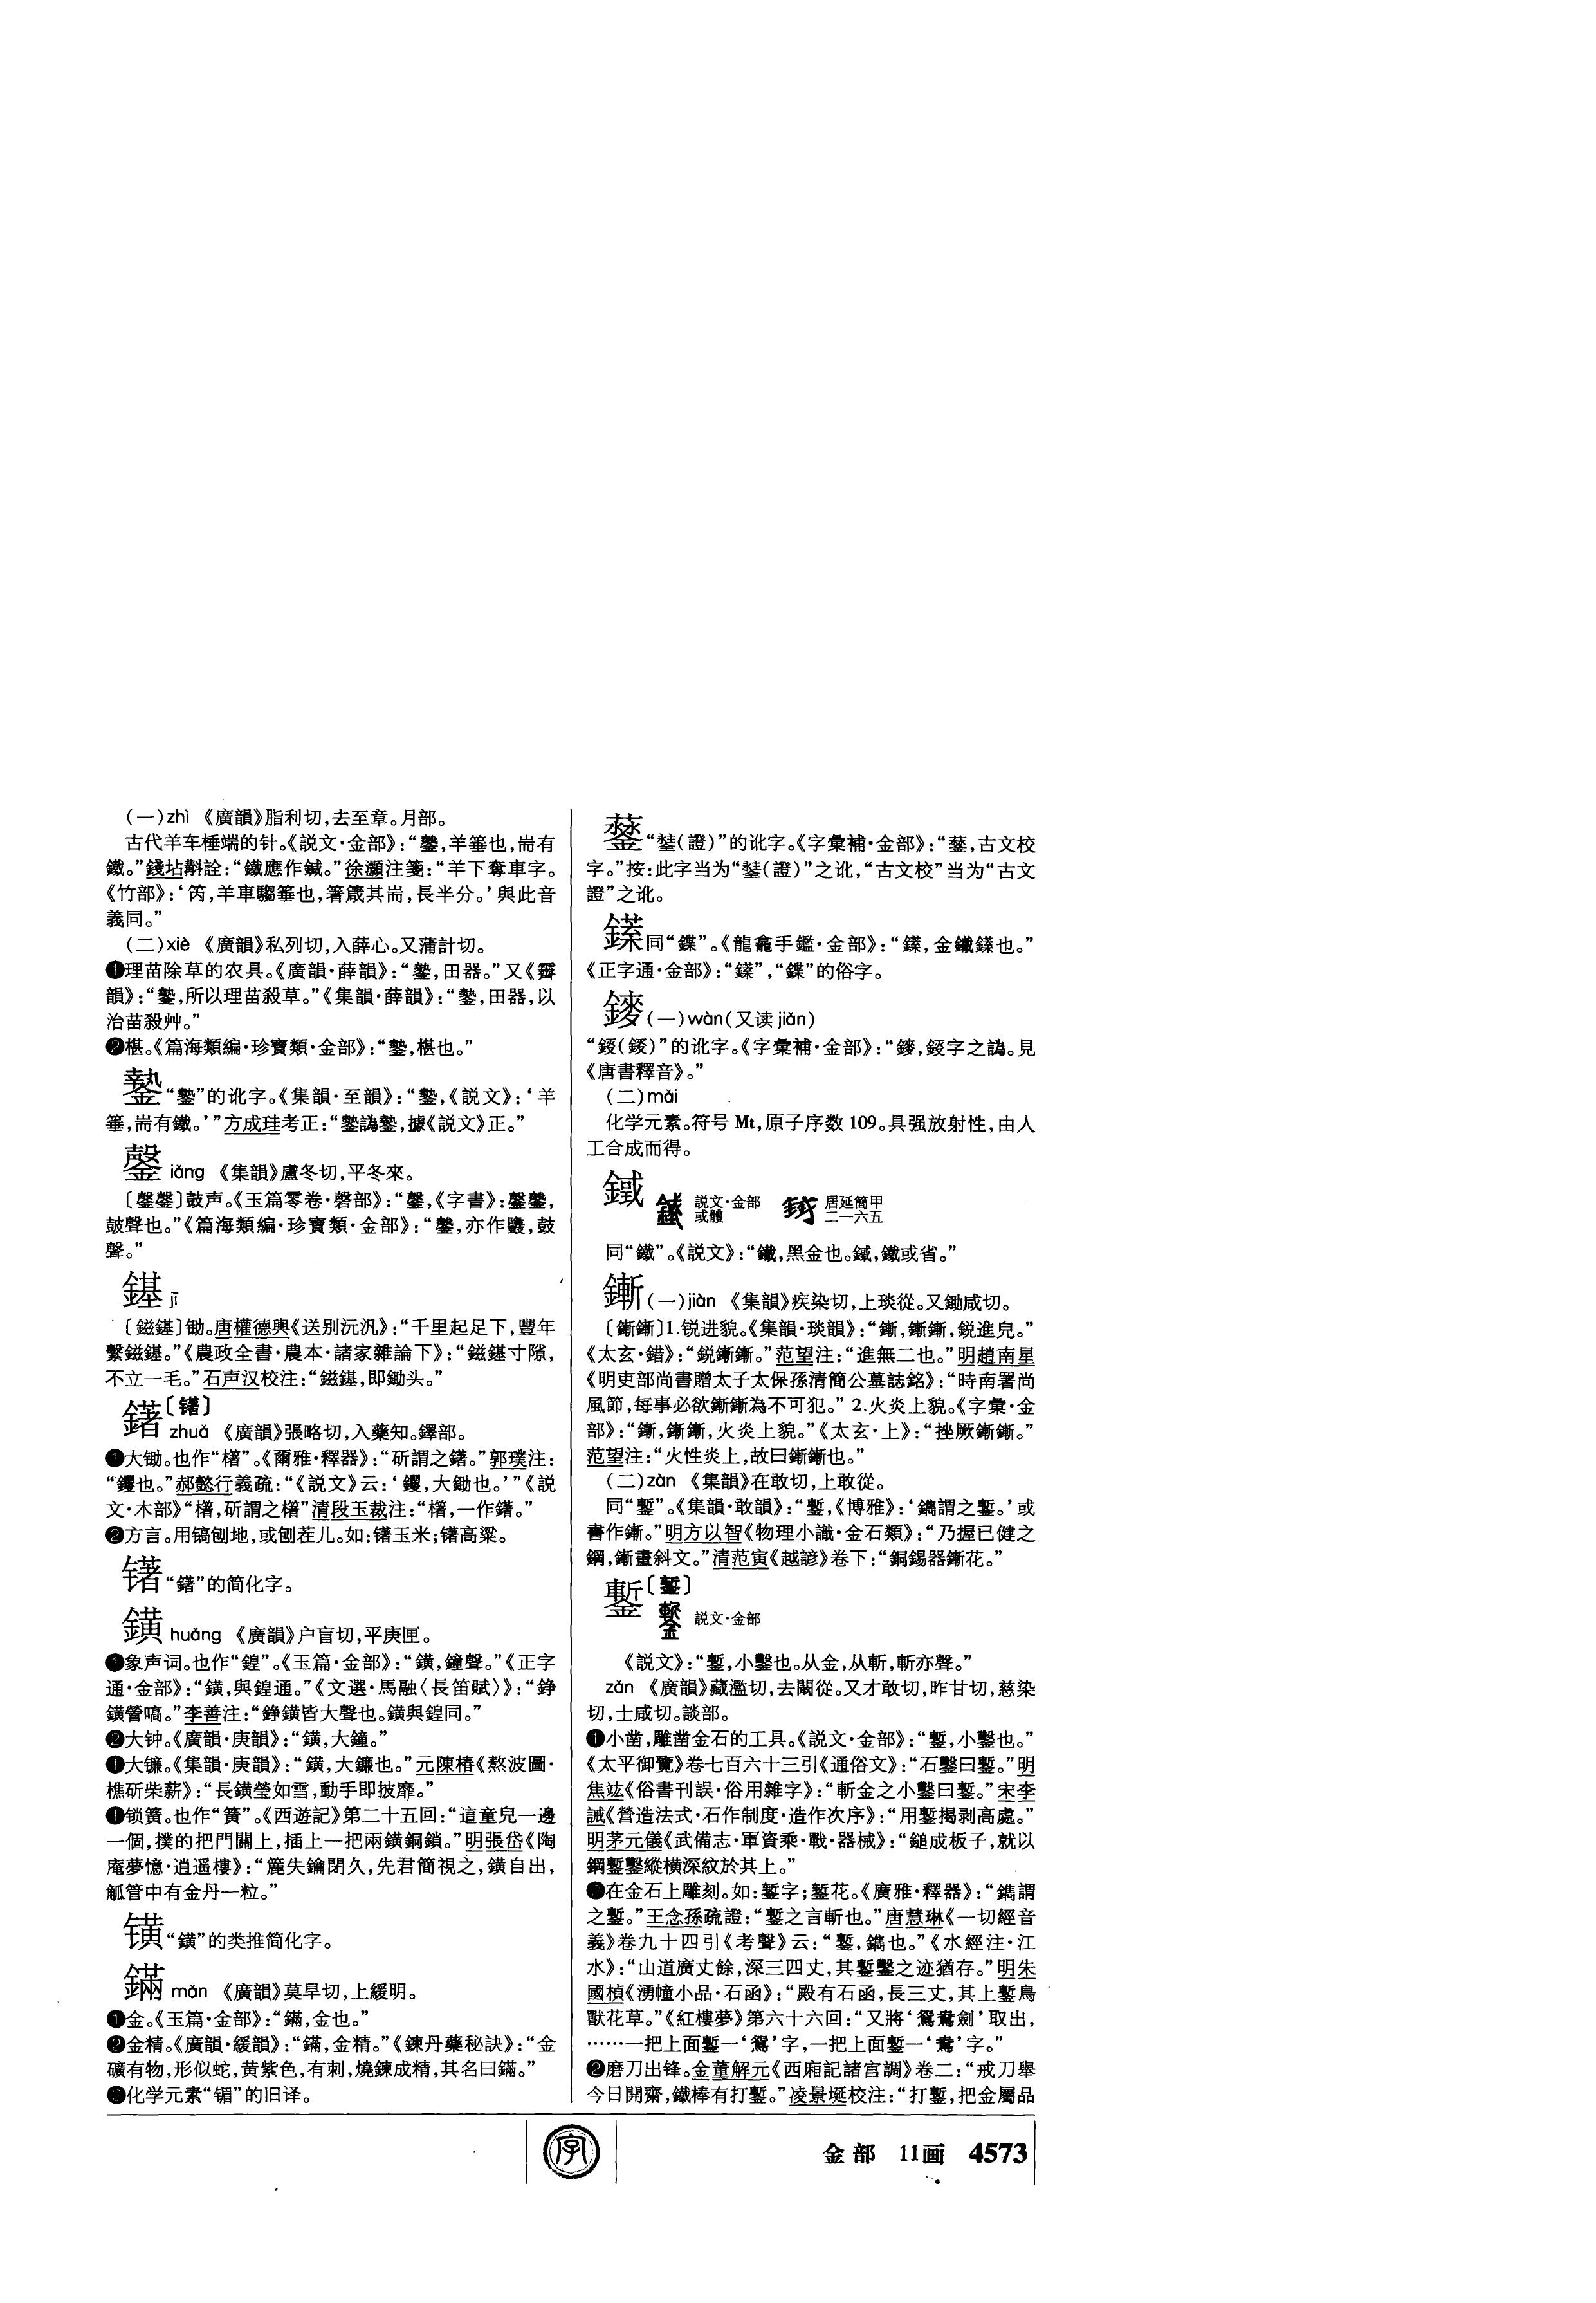 (一)zhì 《廣韻》脂利切,去至章。月部。
古代羊车棰端的针。《説文·金部》:“鏊,羊箠也,耑有
鐵。”錢坫斠詮:“鐵應作鍼。”徐灝注箋:“羊下奪車字。
《竹部》:‘笍,羊車騶箠也,箸箴其耑,長半分。’與此音
義同。”
(二)xiè 《廣韻》私列切,入薛心。又蒲計切。
❶理苗除草的农具。《廣韻·薛韻》:“䥍,田器。”又《霽
韻》:“䥍,所以理苗殺草。”《集韻·薛韻》:“䥍,田器,以
治苗殺艸。”
❷椹。《篇海類編·珍寶類·金部》:“䥍,椹也。”
“䥍”的讹字。《集韻·至韻》:“䥍,《説文》:‘羊
箠,耑有鐵。’”方成珪考正:“譌,據《説文》正。”
iǎng 《集韻》盧冬切,平冬來。
〔〕鼓声。《玉篇零卷·磬部》:“,《字書》:,
鼓聲也。”《篇海類編·珍寶類·金部》:“,亦作,鼓
聲。”
鎡 jī
〔鎡錤〕锄。唐權德輿《送别沅汎》:“千里起足下,豐年
繫鎡。”《農政全書·農本·諸家雜論下》:“鎡寸隙,
不立一毛。”石声汉校注:“鎡,即鋤头。”
鐯〔锗〕
zhuǎ 《廣韻》張略切,入藥知。鐸部。
❶大锄。也作“櫡”。《爾雅·釋器》:“斫謂之鐯。”郭璞注:
“钁也。”郝懿行義疏:“《説文》云:‘钁,大鋤也。’”《説
文·木部》“櫡,斫謂之櫡”清段玉裁注:“櫡,一作鐯。”
❷方言。用镐刨地,或刨茬儿。如:䦃玉米;䦃高粱。
䦃 “鐯”的简化字。
鐄 huǎng 《廣韻》户盲切,平庚匣。
❶象声词。也作“鍠”。《玉篇·金部》:“鐄,鐘聲。”《正字
通·金部》:“鐄,與鍠通。”《文選·馬融〈長笛賦〉》:“錚
鐄謍嗃。”李善注:“錚鐄皆大聲也。鐄與鍠同。”
❷大钟。《廣韻·庚韻》:“鐄,大鐘。”
❶大镰。《集韻·庚韻》:“鐄,大鐮也。”元陳椿《熬波圖·
樵斫柴薪》:“長鐄瑩如雪,動手即披靡。”
❶锁簧。也作“簧”。《西遊記》第二十五回:“這童兒一邊
一個,撲的把門關上,插上一把兩鐄銅鎖。”明張岱《陶
庵夢憶·逍遥樓》:“簏失鑰閉久,先君簡視之,鐄自出,
觚管中有金丹一粒。”
“鐄”的类推简化字。
鏋 mǎn 《廣韻》莫旱切,上緩明。
❶金。《玉篇·金部》:“鏋,金也。”
❷金精。《廣韻·緩韻》:“鏋,金精。”《鍊丹藥秘訣》:“金
礦有物,形似蛇,黄紫色,有刺,燒鍊成精,其名曰鏋。”
化学元素“镅”的旧译。
“(證)”的讹字。《字彙補·金部》:“,古文校
字。”按:此字当为“(證)”之讹,“古文校”当为“古文
證”之讹。
鏶同“鍱”。《龍龕手鑑·金部》:“,金鐵也。”
《正字通·金部》:“”,“鍱”的俗字。
䥑(一)wàn(又读jiǎn)
“鋄(錽)”的讹字。《字彙補·金部》:“䥑,鋄字之譌。見
《唐書釋音》。”
(二)mǎi
化学元素。符号Mt,原子序数109。具强放射性,由人
工合成而得。
䥫 説文·金部
或體 居延簡甲
二一六五
同“鐵”。《説文》:“鐵,黑金也。䥫,鐵或省。”
鏩(一)jiàn 《集韻》疾染切,上琰從。又鋤咸切。
〔鏩鏩〕1.锐进貌。《集韻·琰韻》:“鏩,鏩鏩,鋭進皃。”
《太玄·錯》:“鋭鏩鏩。”范望注:“進無二也。”明趙南星
《明吏部尚書贈太子太保孫清簡公墓誌銘》:“時南署尚
風節,每事必欲鏩鏩為不可犯。” 2.火炎上貌。《字彙·金
部》:“鏩,鏩鏩,火炎上貌。”《太玄·上》:“挫厥鏩鏩。”
范望注:“火性炎上,故曰鏩鏩也。”
(二)zàn 《集韻》在敢切,上敢從。
同“鏨”。《集韻·敢韻》:“鏨,《博雅》:‘鐫謂之鏨。’或
書作鏩。”明方以智《物理小識·金石類》:“乃握已健之
鋼,鏩畫斜文。”清范寅《越諺》卷下:“銅錫器鏩花。”
鏨〔錾〕
説文·金部
《説文》:“鏨,小鑿也。从金,从斬,斬亦聲。”
zǎn 《廣韻》藏濫切,去闞從。又才敢切,昨甘切,慈染
切,士咸切。談部。
❶小凿,雕凿金石的工具。《説文·金部》:“鏨,小鑿也。”
《太平御覽》卷七百六十三引《通俗文》:“石鑿曰鏨。”明
焦竑《俗書刊誤·俗用雜字》:“斬金之小鑿曰鏨。”宋李
誡《營造法式·石作制度·造作次序》:“用鏨揭剥高處。”
明茅元儀《武備志·軍資乘·戰·器械》:“鎚成板子,就以
鋼鏨鑿縱横深紋於其上。”
在金石上雕刻。如:錾字;錾花。《廣雅·釋器》:“鐫謂
之鏨。”王念孫疏證:“鏨之言斬也。”唐慧琳《一切經音
義》卷九十四引《考聲》云:“鏨,鐫也。”《水經注·江
水》:“山道廣丈餘,深三四丈,其鏨鑿之迹猶存。”明朱
國楨《湧幢小品·石函》:“殿有石函,長三丈,其上鏨鳥
獸花草。”《紅樓夢》第六十六回:“又將‘鴛鴦劍’取出,
……一把上面鏨一‘鴛’字,一把上面鏨一‘鴦’字。”
❷磨刀出锋。金董解元《西廂記諸宫調》卷二:“戒刀舉
今日開齋,鐵棒有打鏨。”凌景埏校注:“打鏨,把金屬品
字
金部 11画 4573